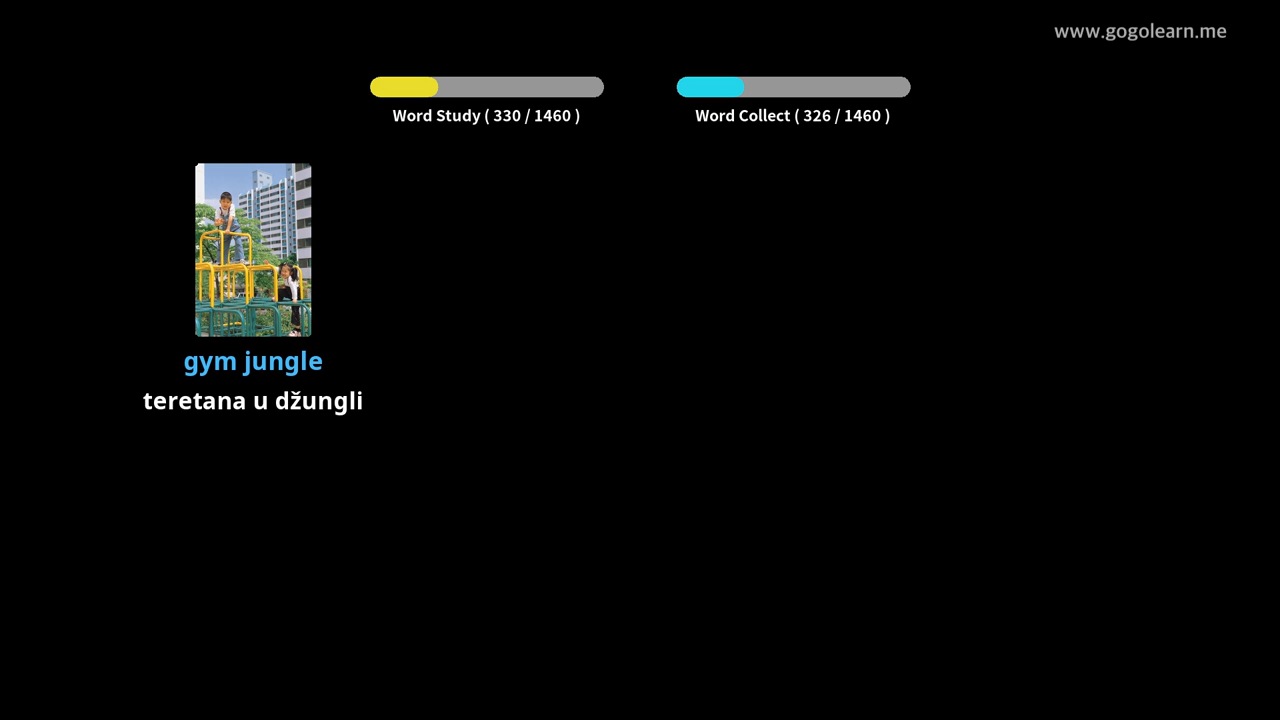 www.gogolearn.me
Word Study ( 330 / 1460 )
Word Collect ( 326 / 1460 )
gym jungle
teretana u džungli